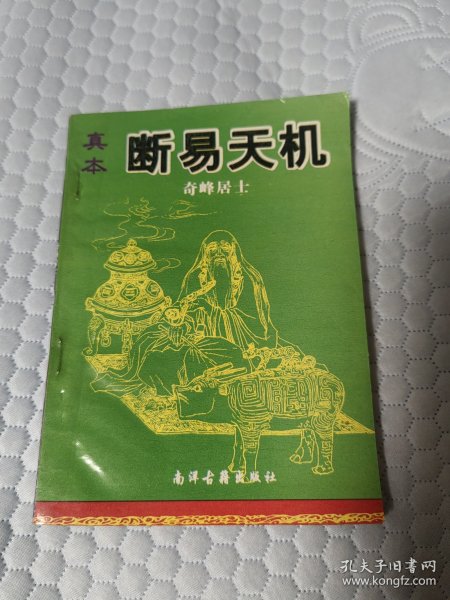 真本
断易天机
奇峰居士
南洋古籍出版社
孔夫子旧书网
www.kongfz.com